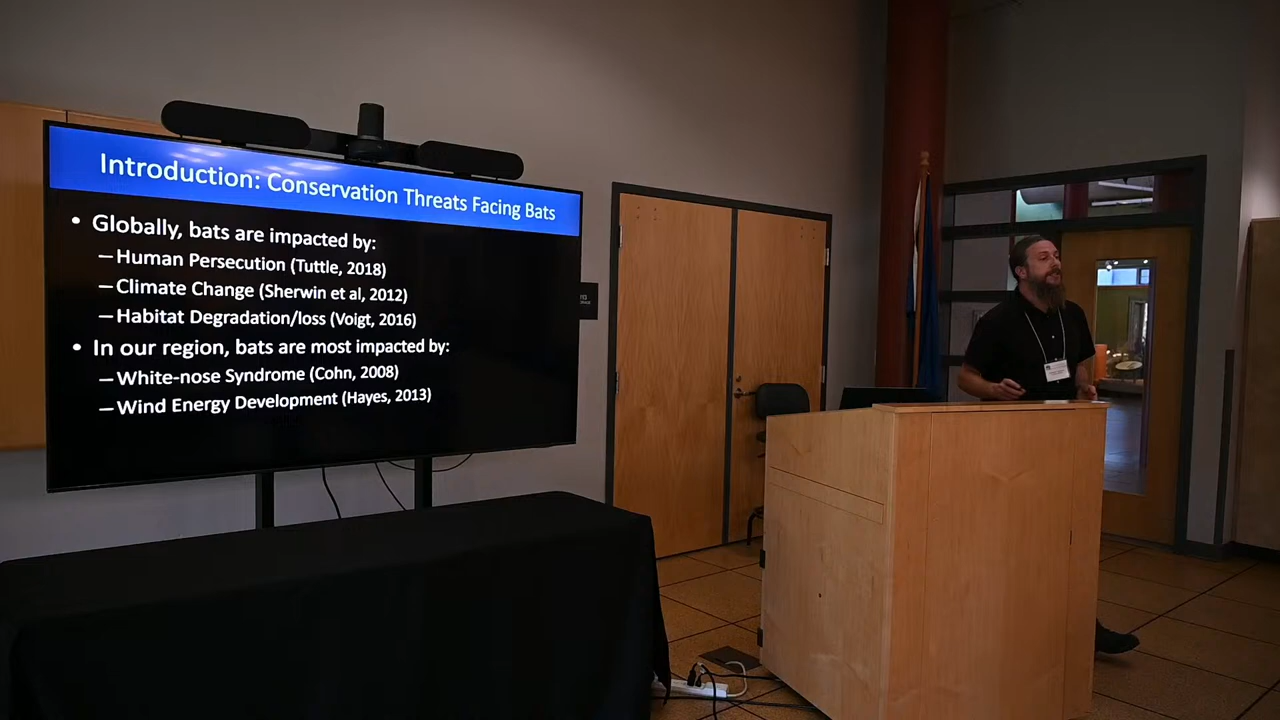 Introduction: Conservation Threats Facing Bats
• Globally, bats are impacted by:
–Human Persecution (Tuttle, 2018)
–Climate Change (Sherwin et al, 2012)
–Habitat Degradation/loss (Voigt, 2016)
• In our region, bats are most impacted by:
–White-nose Syndrome (Cohn, 2008)
–Wind Energy Development (Hayes, 2013)